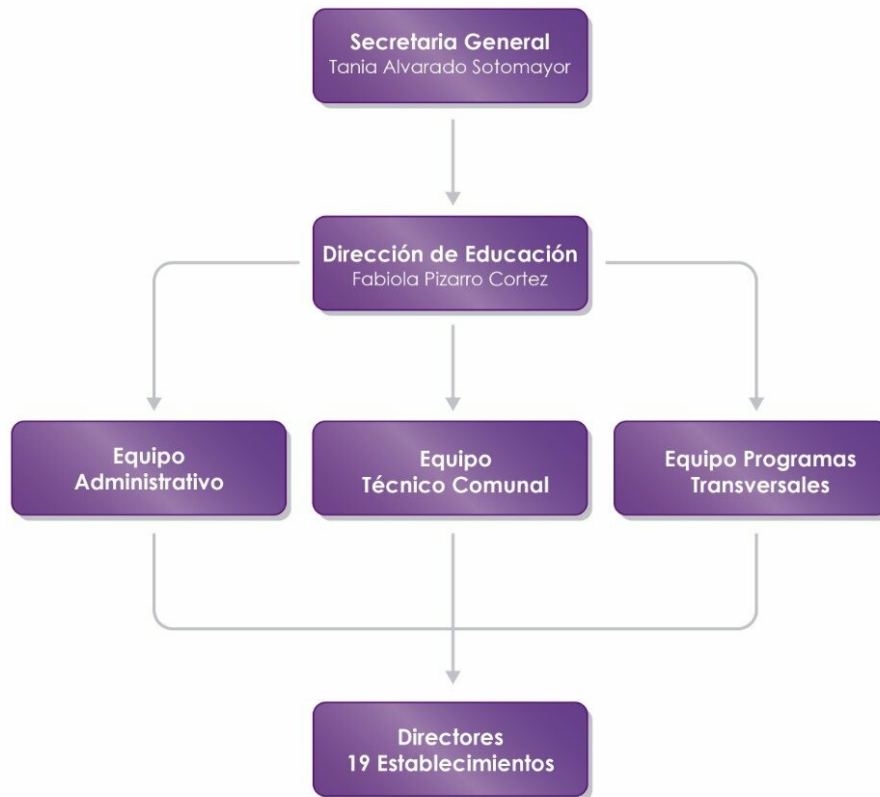 Secretaria General
Tania Alvarado Sotomayor
Dirección de Educación
Fabiola Pizarro Cortez
Equipo
Administrativo
Equipo
Técnico Comunal
Equipo Programas
Transversales
Directores
19 Establecimientos